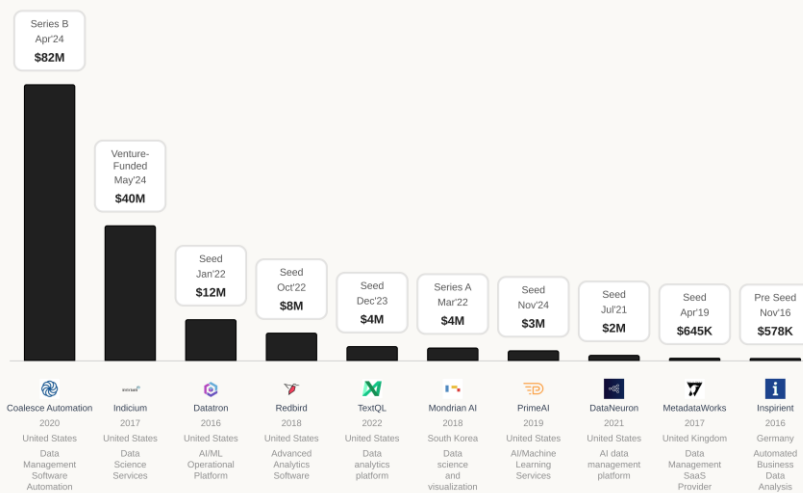 Series B
Apr'24
$82M
Venture-
Funded
May'24
$40M
Seed
Jan'22
$12M
Seed
Oct'22
$8M
Seed
Dec'23
$4M
Series A
Mar'22
$4M
Seed
Nov'24
$3M
Seed
Jul'21
$2M
Seed
Apr'19
$645K
Pre Seed
Nov'16
$578K
Coalesce Automation
2020
United States
Data
Management
Software
Automation
Indicium
2017
United States
Data
Science
Services
Datatron
2016
United States
AI/ML
Operational
Platform
Redbird
2018
United States
Advanced
Analytics
Software
TextQL
2022
United States
Data
analytics
platform
Mondrian AI
2018
South Korea
Data
science
and
visualization
PrimeAI
2019
United States
AI/Machine
Learning
Services
DataNeuron
2021
United States
AI data
management
platform
MetadataWorks
2017
United Kingdom
Data
Management
SaaS
Provider
Inspirient
2016
Germany
Automated
Business
Data
Analysis